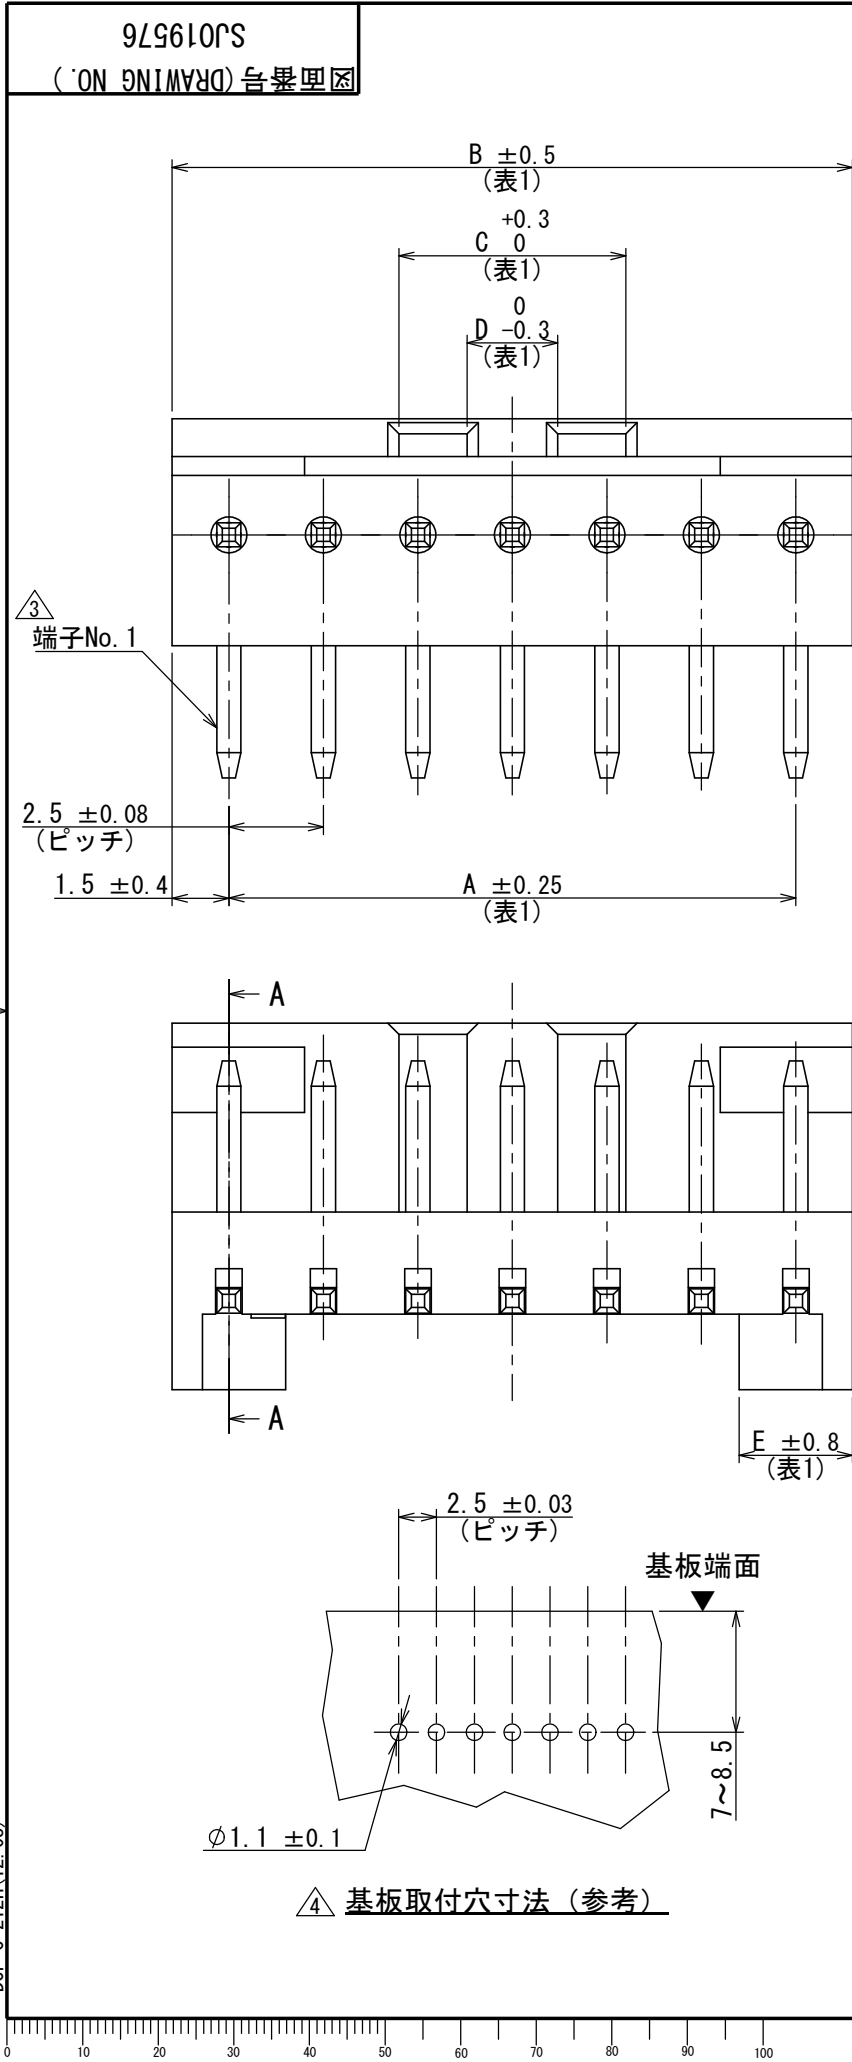 図面番号(DRAWING NO.)
SJ019576
B ±0.5
(表1)
+0.3
C 0
(表1)
0
D -0.3
(表1)
3
端子No.1
2.5 ±0.08
(ピッチ)
1.5 ±0.4
A ±0.25
(表1)
A
A
E ±0.8
(表1)
2.5 ±0.03
(ピッチ)
基板端面
7~8.5
∅1.1 ±0.1
4 基板取付穴寸法 (参考)
0 10 20 30 40 50 60 70 80 90 100